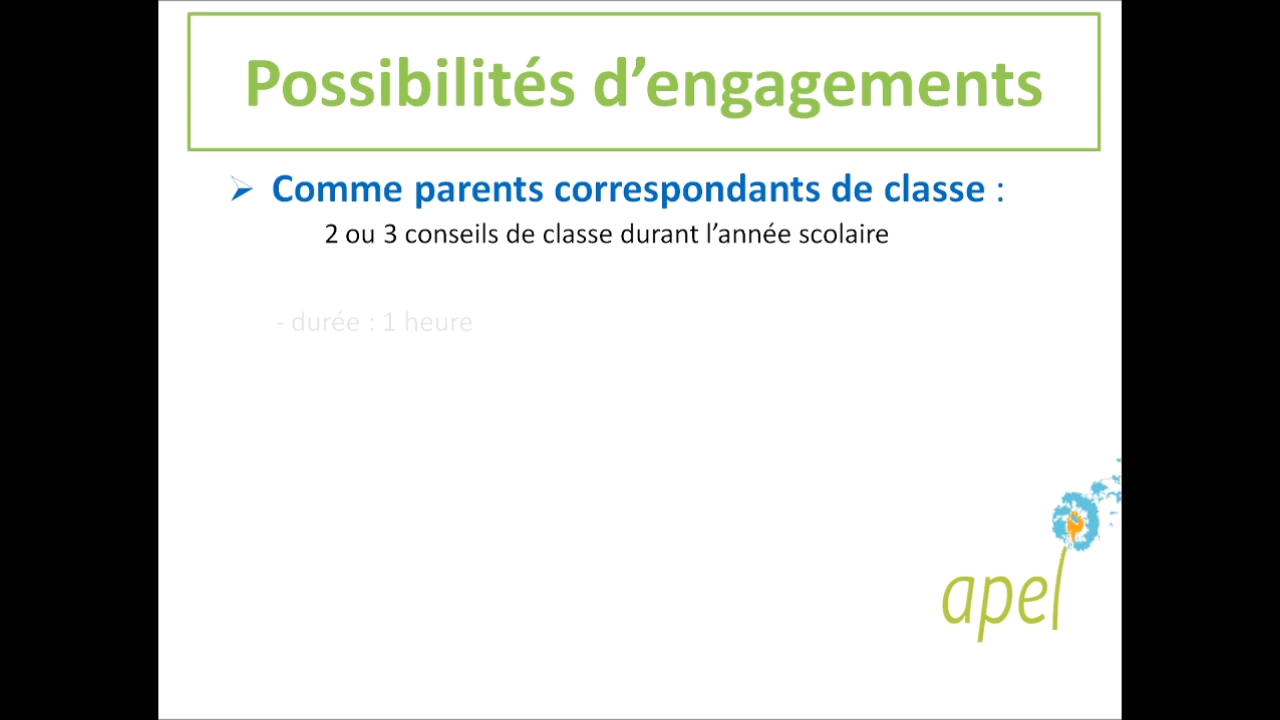 Possibilités d’engagements
➢ Comme parents correspondants de classe :
2 ou 3 conseils de classe durant l’année scolaire
- durée : 1 heure
apel